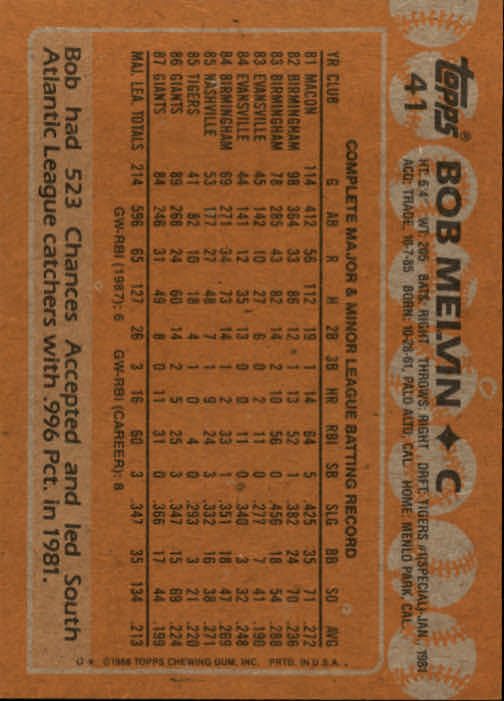 topps®
41
BOB MELVIN ♦ C
HT: 6'4" WT: 205 BATS: RIGHT THROWS: RIGHT DRFT: TIGERS #1(SPECIAL)-JAN., 1981
ACQ: TRADE, 10-7-85 BORN: 10-28-61, PALO ALTO, CAL. HOME: MENLO PARK, CAL.
COMPLETE MAJOR & MINOR LEAGUE BATTING RECORD
YR CLUB G AB R H 2B 3B HR RBI SB SLG BB SO AVG
81 MACON 114 412 56 112 19 1 14 64 5 .425 35 71 .272
82 BIRMINGHAM 98 364 33 86 12 1 13 52 1 .382 24 70 .236
83 BIRMINGHAM 78 285 43 82 14 2 10 56 0 .456 18 54 .288
83 EVANSVILLE 45 142 10 27 6 0 2 11 0 .277 7 41 .190
84 EVANSVILLE 44 141 12 35 13 0 0 11 0 .340 3 32 .248
84 BIRMINGHAM 69 271 34 73 14 1 2 33 1 .351 18 47 .269
85 NASHVILLE 53 177 27 48 7 1 9 24 3 .332 16 38 .271
85 TIGERS 41 82 10 18 4 1 0 4 0 .293 3 21 .220
86 GIANTS 89 268 24 60 14 2 5 25 3 .347 15 69 .224
87 GIANTS 84 246 31 49 8 0 11 31 0 .366 17 44 .199
MAJ. LEA. TOTALS 214 596 65 127 26 3 16 60 3 .347 35 134 .213
GW-RBI (1987): 6 GW-RBI (CAREER): 8
©1988 TOPPS CHEWING GUM, INC. PRTD. IN U.S.A.
Bob had 523 Chances Accepted and led South
Atlantic League catchers with .996 Pct. in 1981.